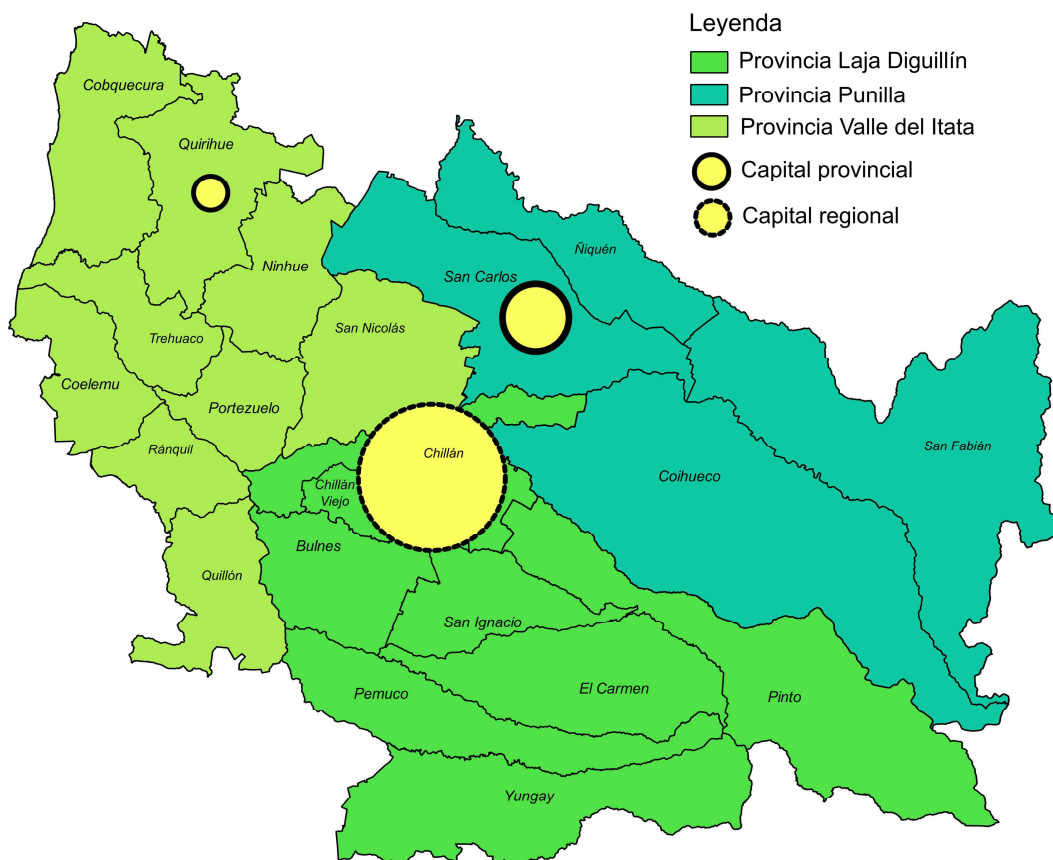 Leyenda
Provincia Laja Diguillín
Provincia Punilla
Provincia Valle del Itata
Capital provincial
Capital regional
Cobquecura
Quirihue
Ñiquén
Ninhue
San Carlos
San Nicolás
Trehuaco
Coelemu
Portezuelo
San Fabián
Ránquil
Chillán
Coihueco
Chillán
Viejo
Bulnes
Quillón
San Ignacio
El Carmen
Pemuco
Pinto
Yungay